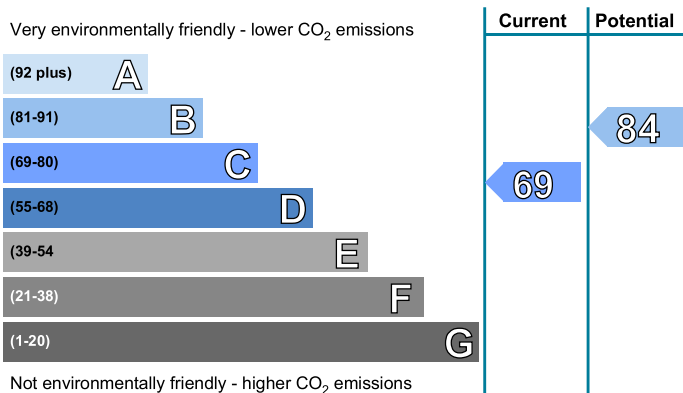 Current Potential
Very environmentally friendly - lower CO2 emissions
(92 plus) A
(81-91) B
84
(69-80) C
69
(55-68) D
(39-54 E
(21-38) F
(1-20) G
Not environmentally friendly - higher CO2 emissions